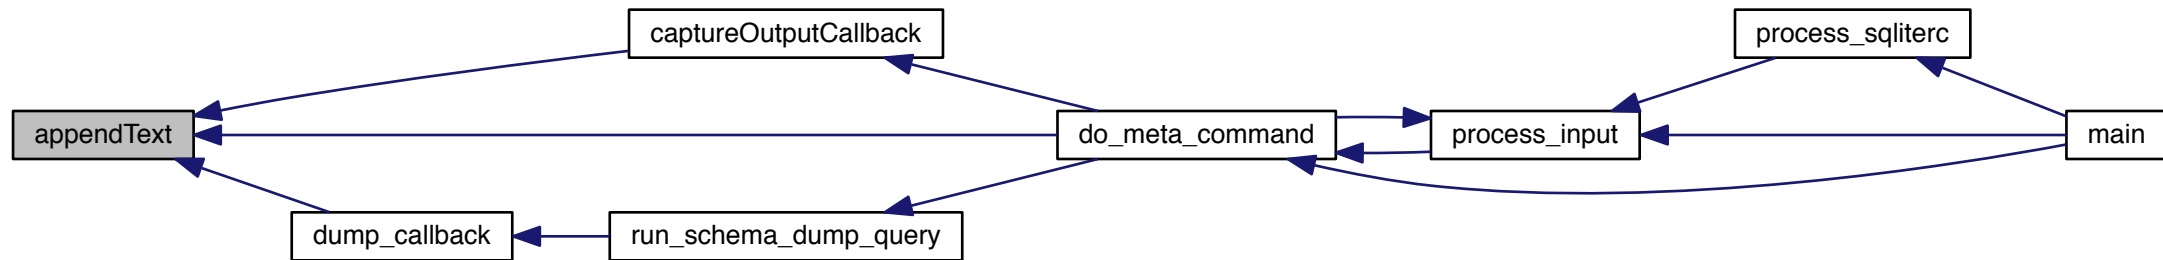 captureOutputCallback
process_sqliterc
appendText
do_meta_command
process_input
main
dump_callback
run_schema_dump_query